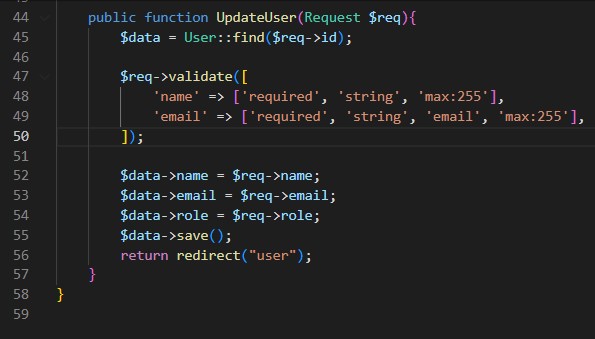 44 public function UpdateUser(Request $req){
45 $data = User::find($req->id);
46
47 $req->validate([
48 'name' => ['required', 'string', 'max:255'],
49 'email' => ['required', 'string', 'email', 'max:255'],
50 ]);
51
52 $data->name = $req->name;
53 $data->email = $req->email;
54 $data->role = $req->role;
55 $data->save();
56 return redirect("user");
57 }
58 }
59